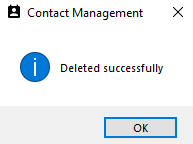 Contact Management
Deleted successfully
OK